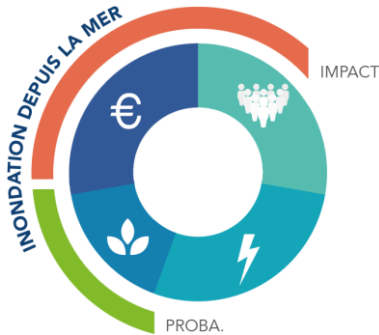 INONDATION DEPUIS LA MER
IMPACT
€
PROBA.